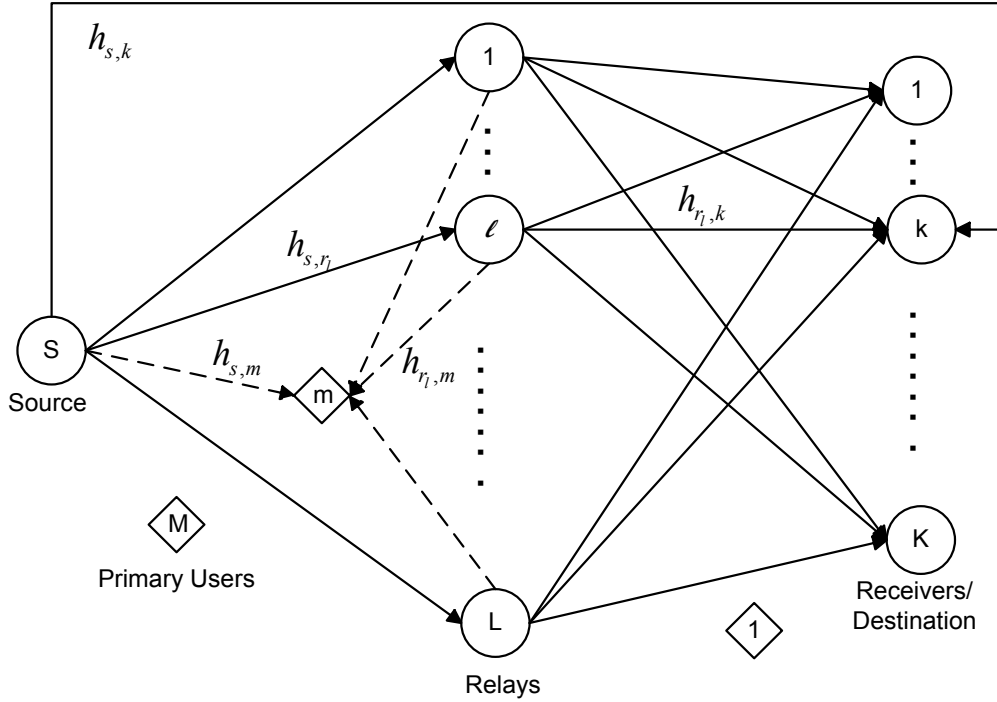 h_{s,k}
1
1
ℓ
h_{r_l,k}
k
h_{s,r_l}
S
Source
h_{s,m}
h_{r_l,m}
m
M
Primary Users
K
Receivers/
Destination
L
Relays
1